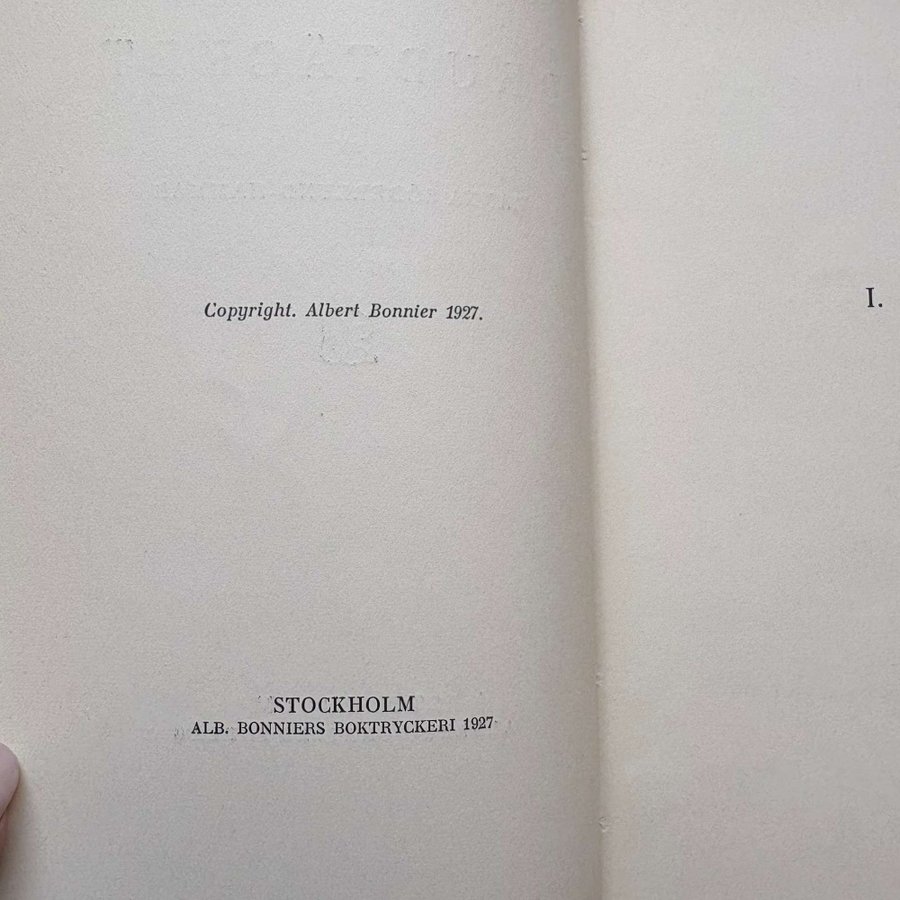 Copyright. Albert Bonnier 1927.
STOCKHOLM
ALB. BONNIERS BOKTRYCKERI 1927
I.